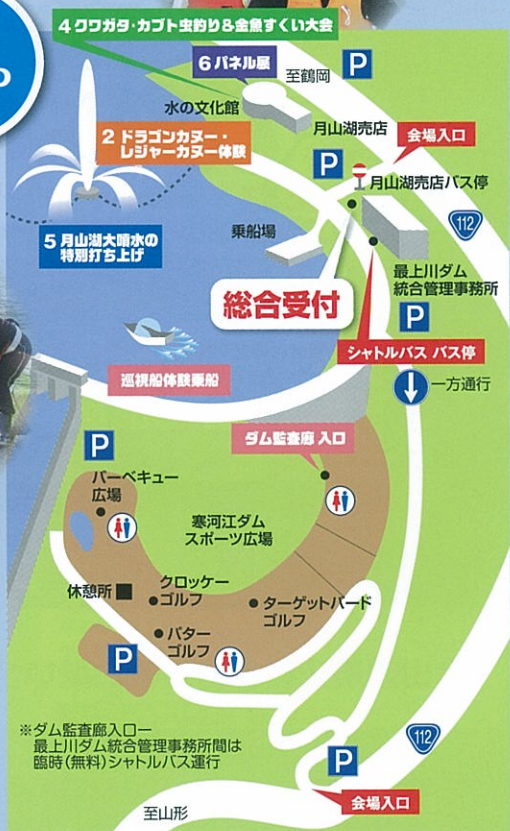 4 クワガタ・カブト虫釣り&金魚すくい大会
6 パネル展
至鶴岡
P
水の文化館
月山湖売店
会場入口
2 ドラゴンカヌー・
レジャーカヌー体験
P
月山湖売店バス停
112
5 月山湖大噴水の
特別打ち上げ
乗船場
総合受付
最上川ダム
統合管理事務所
P
シャトルバス バス停
一方通行
巡視船体験乗船
ダム監査廊 入口
P
バーベキュー
広場
寒河江ダム
スポーツ広場
休憩所
クロッケー
ゴルフ
ターゲットバード
ゴルフ
パター
ゴルフ
P
※ダム監査廊入口ー
最上川ダム統合管理事務所間は
臨時(無料)シャトルバス運行
112
P
会場入口
至山形